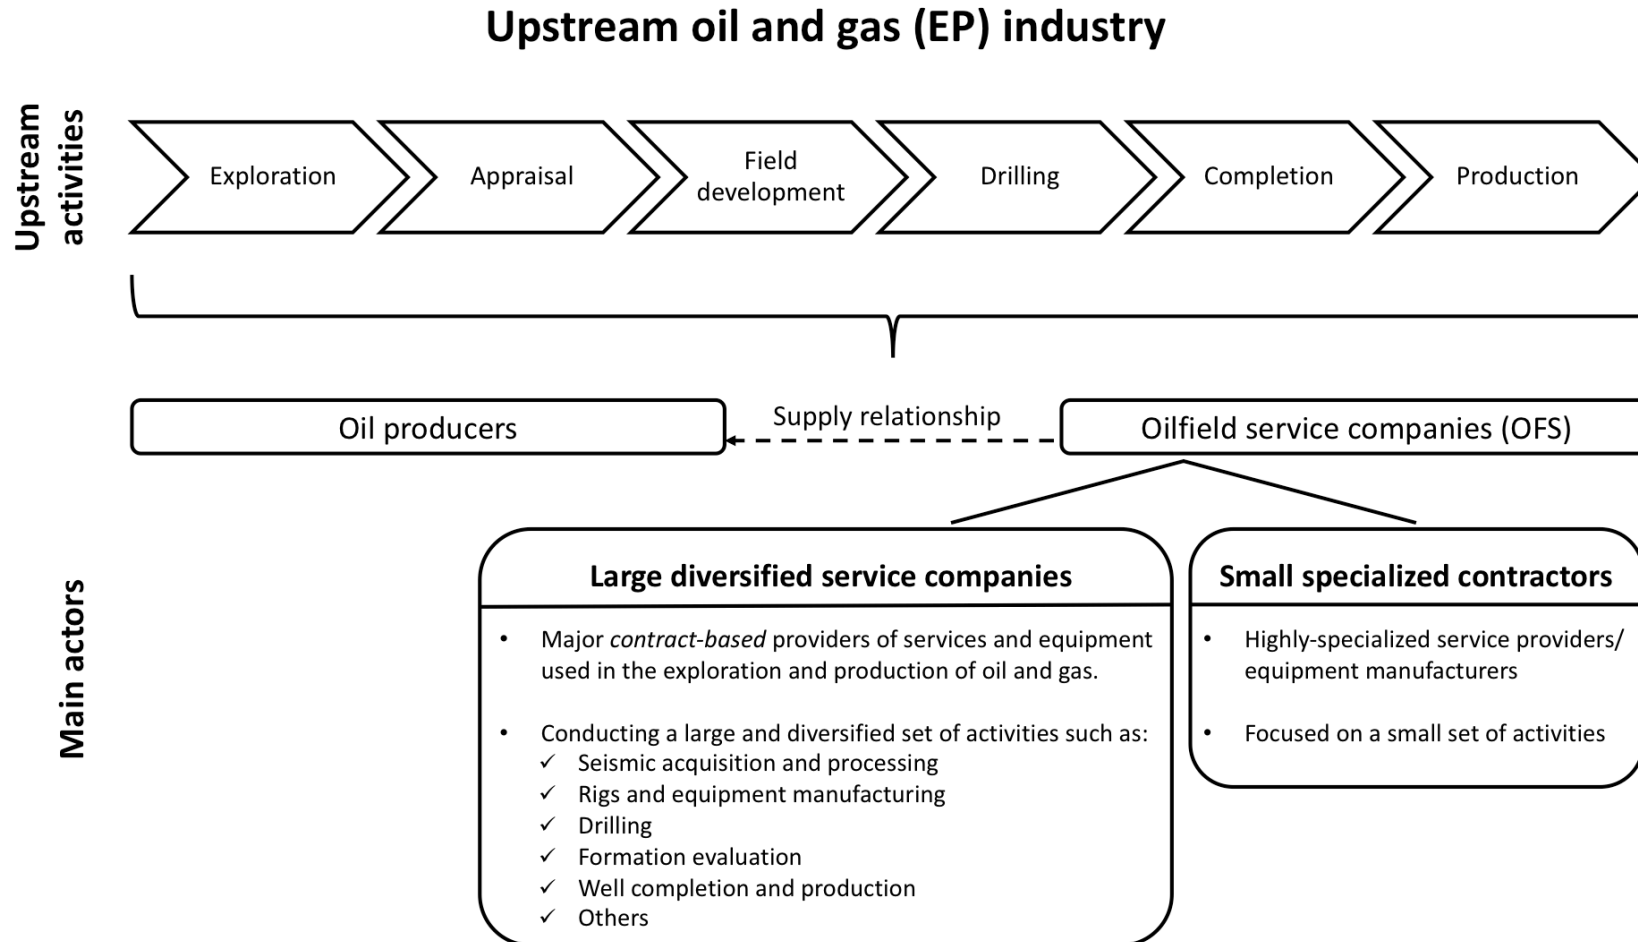 Upstream oil and gas (EP) industry
Upstream
activities
Exploration
Appraisal
Field
development
Drilling
Completion
Production
Main actors
Oil producers
Supply relationship
Oilfield service companies (OFS)
Large diversified service companies
• Major contract-based providers of services and equipment
used in the exploration and production of oil and gas.
• Conducting a large and diversified set of activities such as:
✓ Seismic acquisition and processing
✓ Rigs and equipment manufacturing
✓ Drilling
✓ Formation evaluation
✓ Well completion and production
✓ Others
Small specialized contractors
• Highly-specialized service providers/
equipment manufacturers
• Focused on a small set of activities